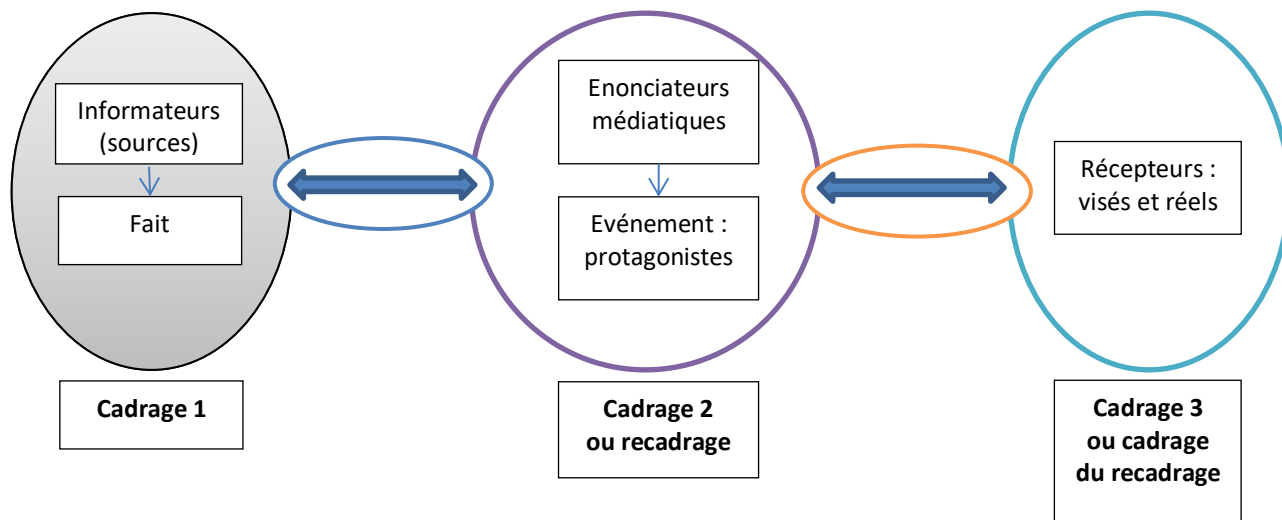 Informateurs
(sources)
Fait
Enonciateurs
médiatiques
Evénement :
protagonistes
Récepteurs :
visés et réels
Cadrage 1
Cadrage 2
ou recadrage
Cadrage 3
ou cadrage
du recadrage